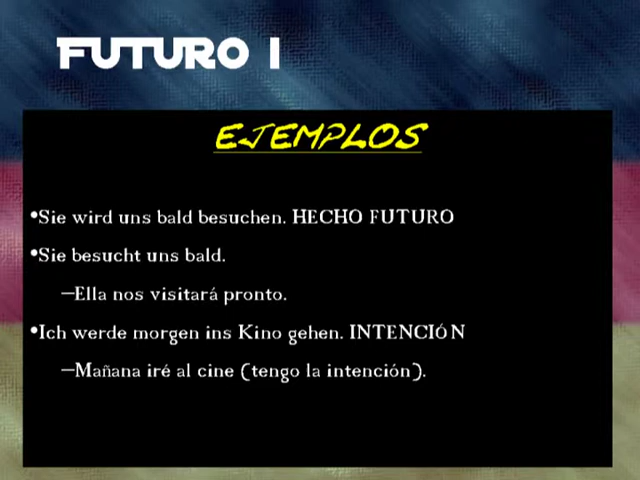 FUTURO I
EJEMPLOS
•Sie wird uns bald besuchen. HECHO FUTURO
•Sie besucht uns bald.
–Ella nos visitará pronto.
•Ich werde morgen ins Kino gehen. INTENCIÓN
–Mañana iré al cine (tengo la intención).